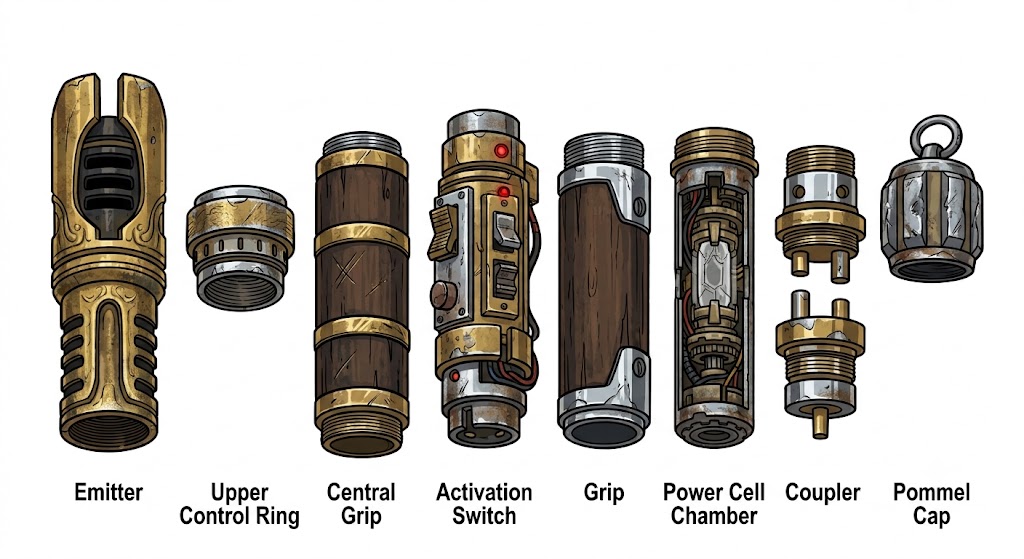 Emitter
Upper
Control Ring
Central
Grip
Activation
Switch
Grip
Power Cell
Chamber
Coupler
Pommel
Cap